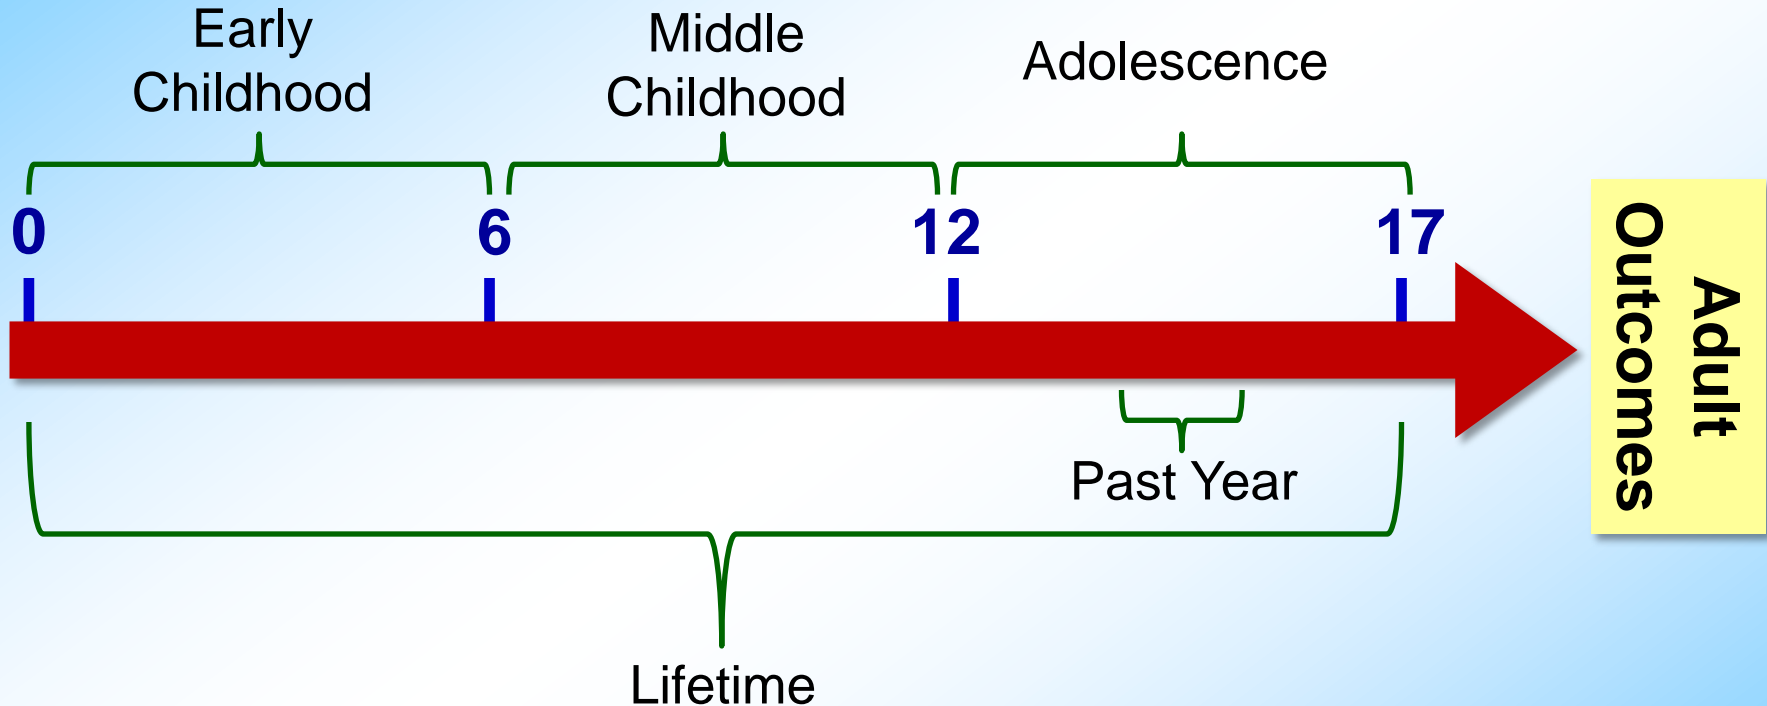 Early
Childhood
Middle
Childhood
Adolescence
0
6
12
17
Adult
Outcomes
Past Year
Lifetime